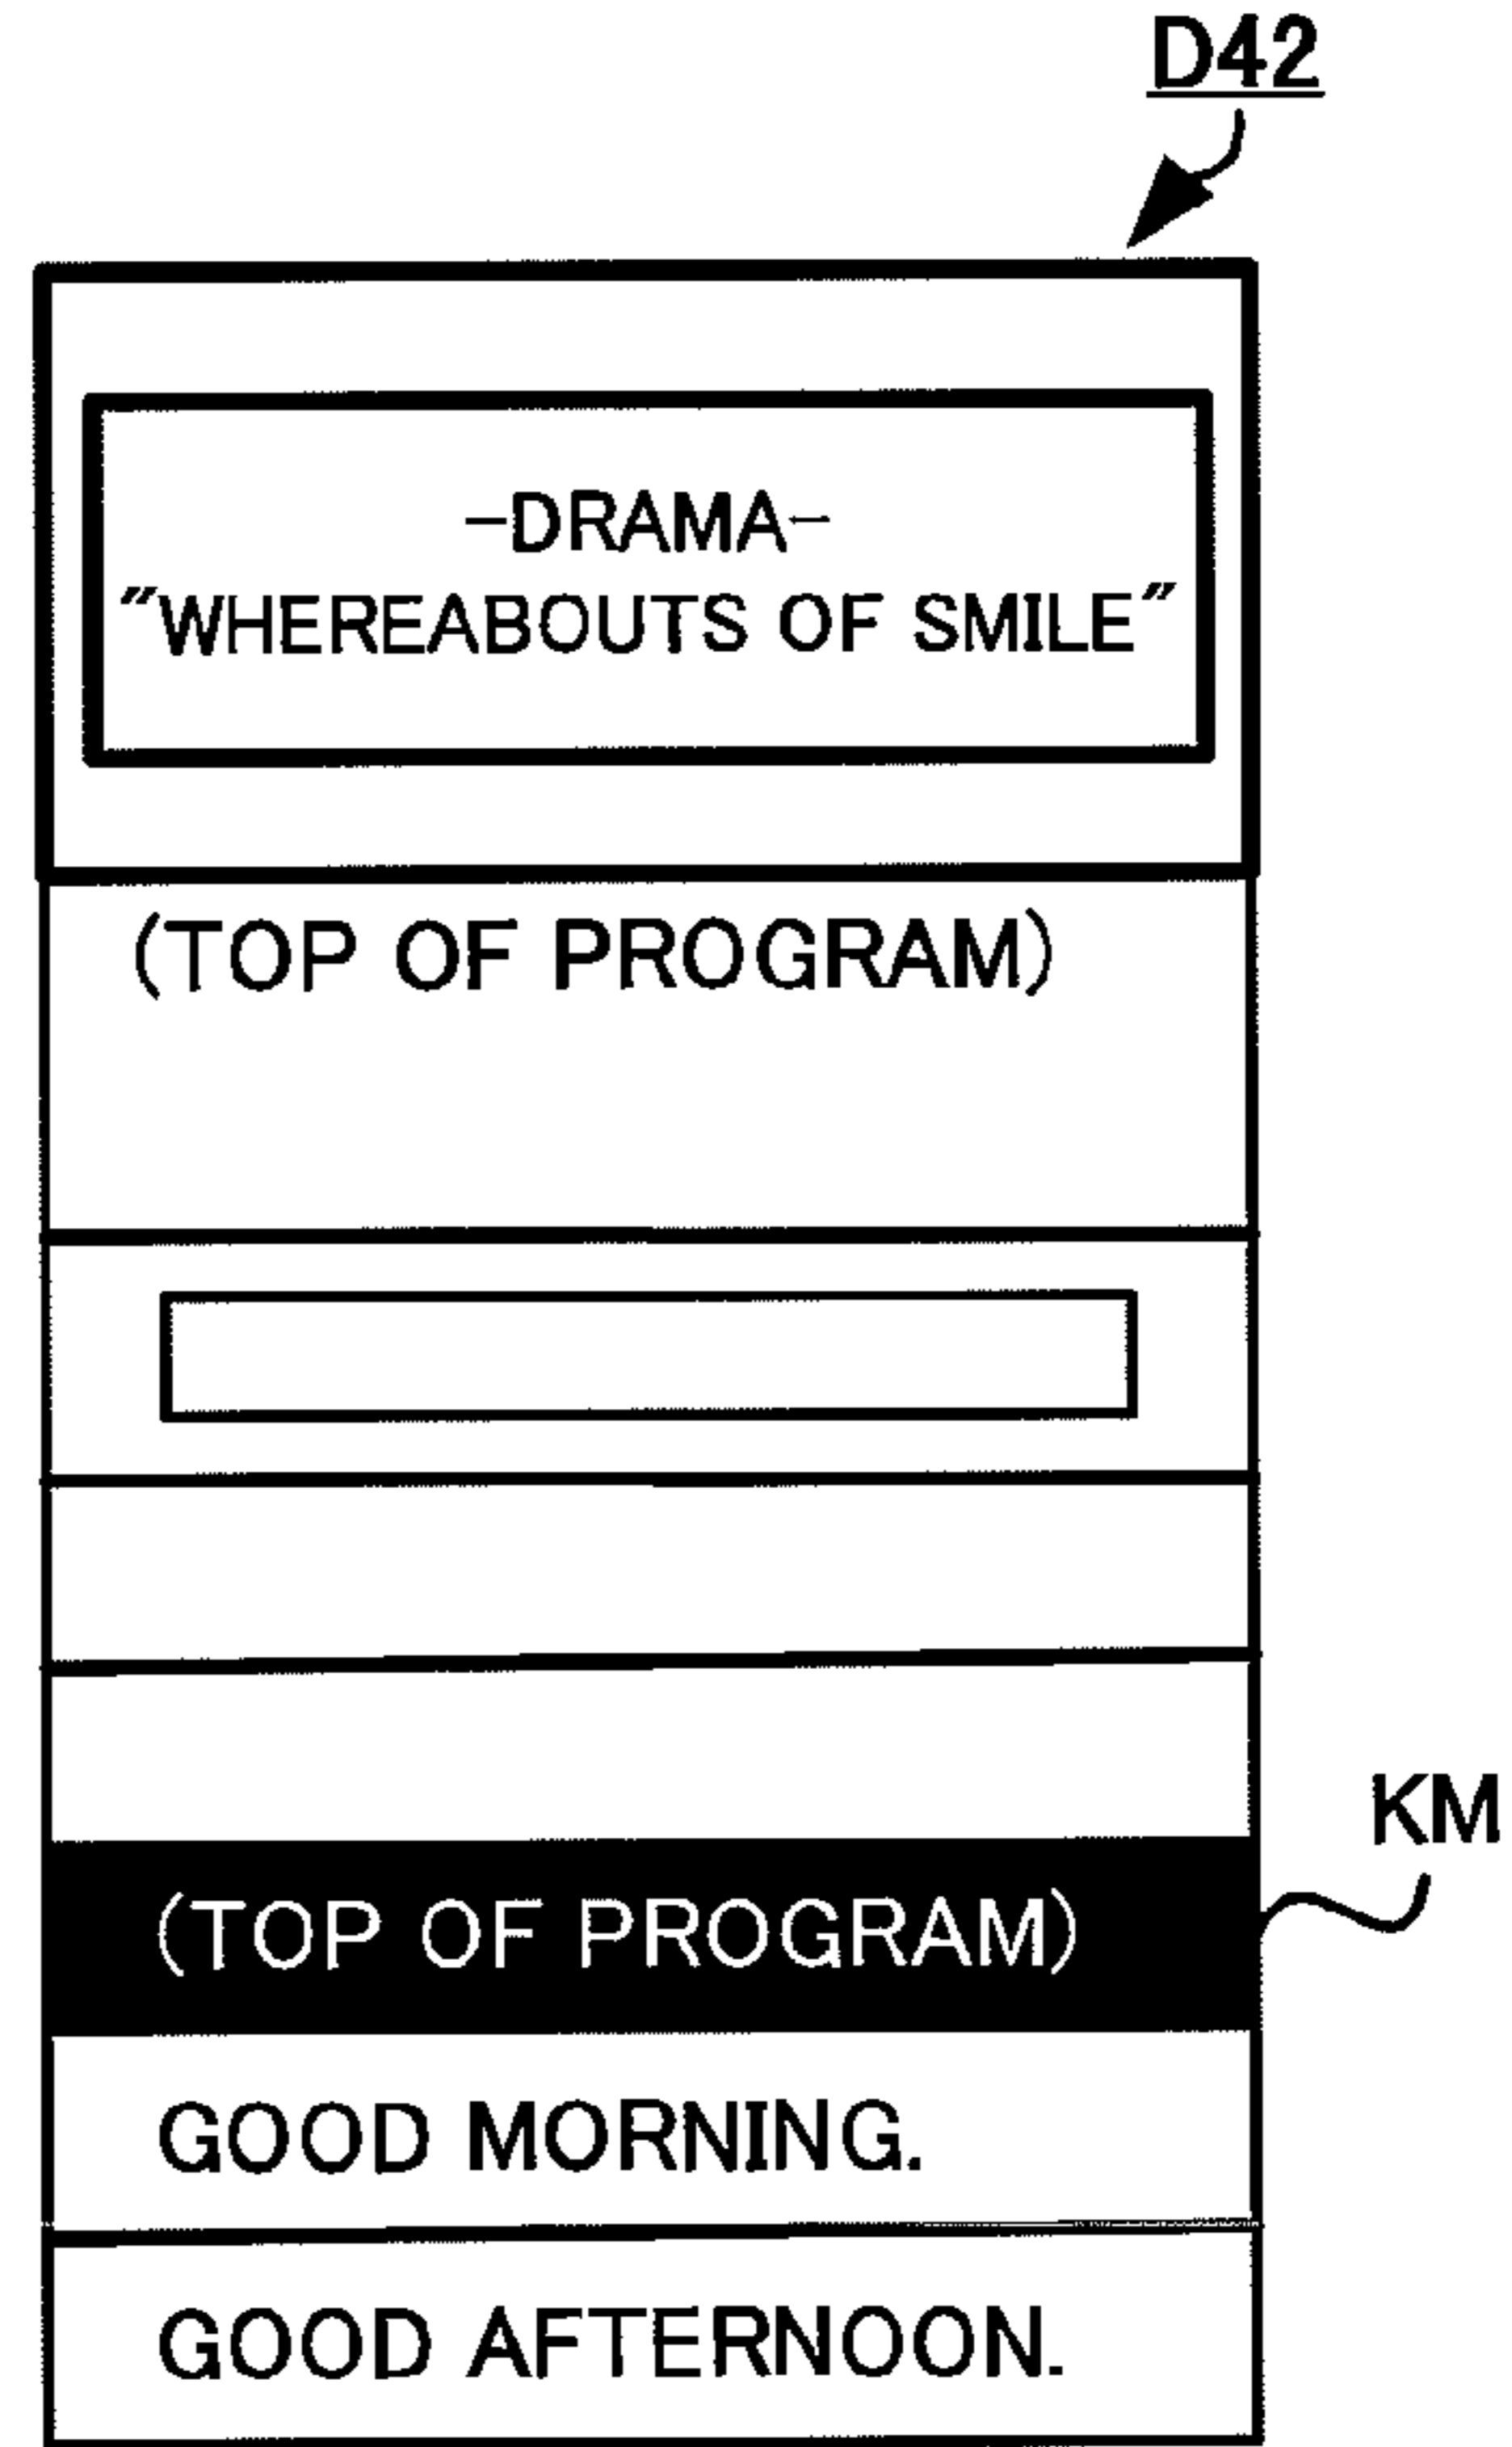 D42
-DRAMA-
"WHEREABOUTS OF SMILE"
(TOP OF PROGRAM)
KM
(TOP OF PROGRAM)
GOOD MORNING.
GOOD AFTERNOON.